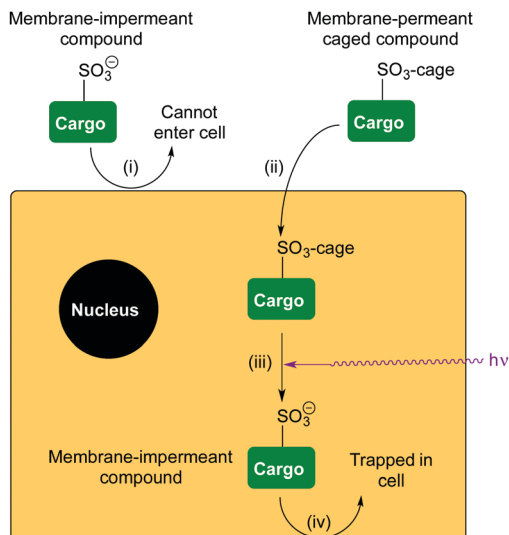 Membrane-impermeant
compound
SO3⊖
Cargo
Cannot
enter cell
(i)
Membrane-permeant
caged compound
SO3-cage
Cargo
(ii)
SO3-cage
Cargo
Nucleus
(iii)
hν
SO3⊖
Membrane-impermeant
compound
Cargo
Trapped in
cell
(iv)